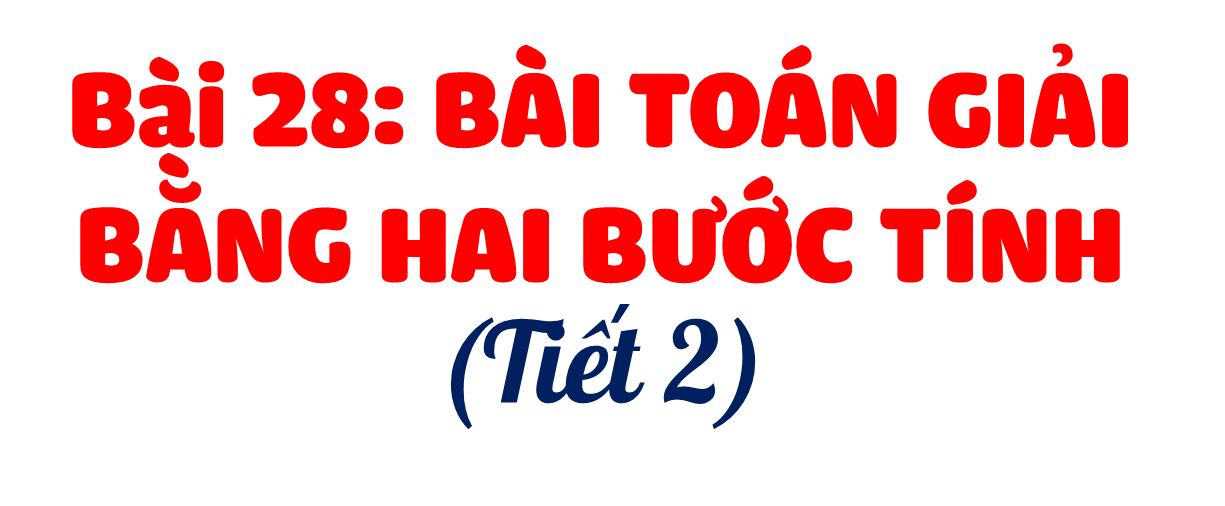 Bài 28: BÀI TOÁN GIẢI
BẰNG HAI BƯỚC TÍNH
(Tiết 2)